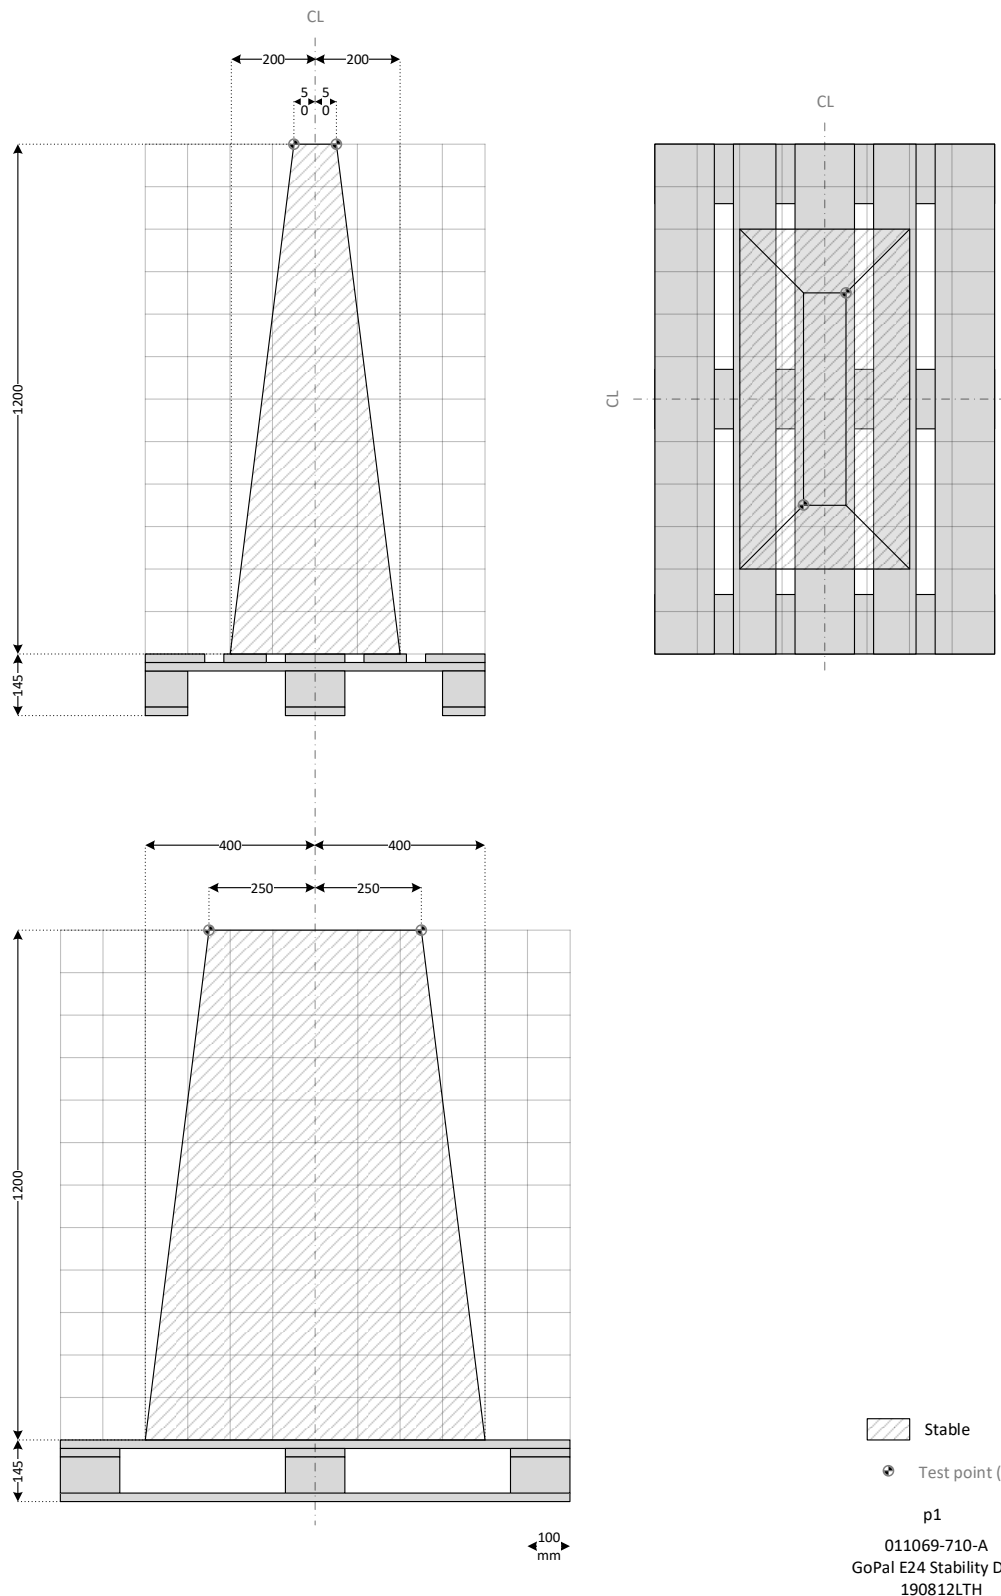 CL
200 200
5 5
0 0
CL
1200
CL
145
400 400
250 250
1200
145
Stable
Test point (
p1
100
mm
011069-710-A
GoPal E24 Stability D
190812LTH